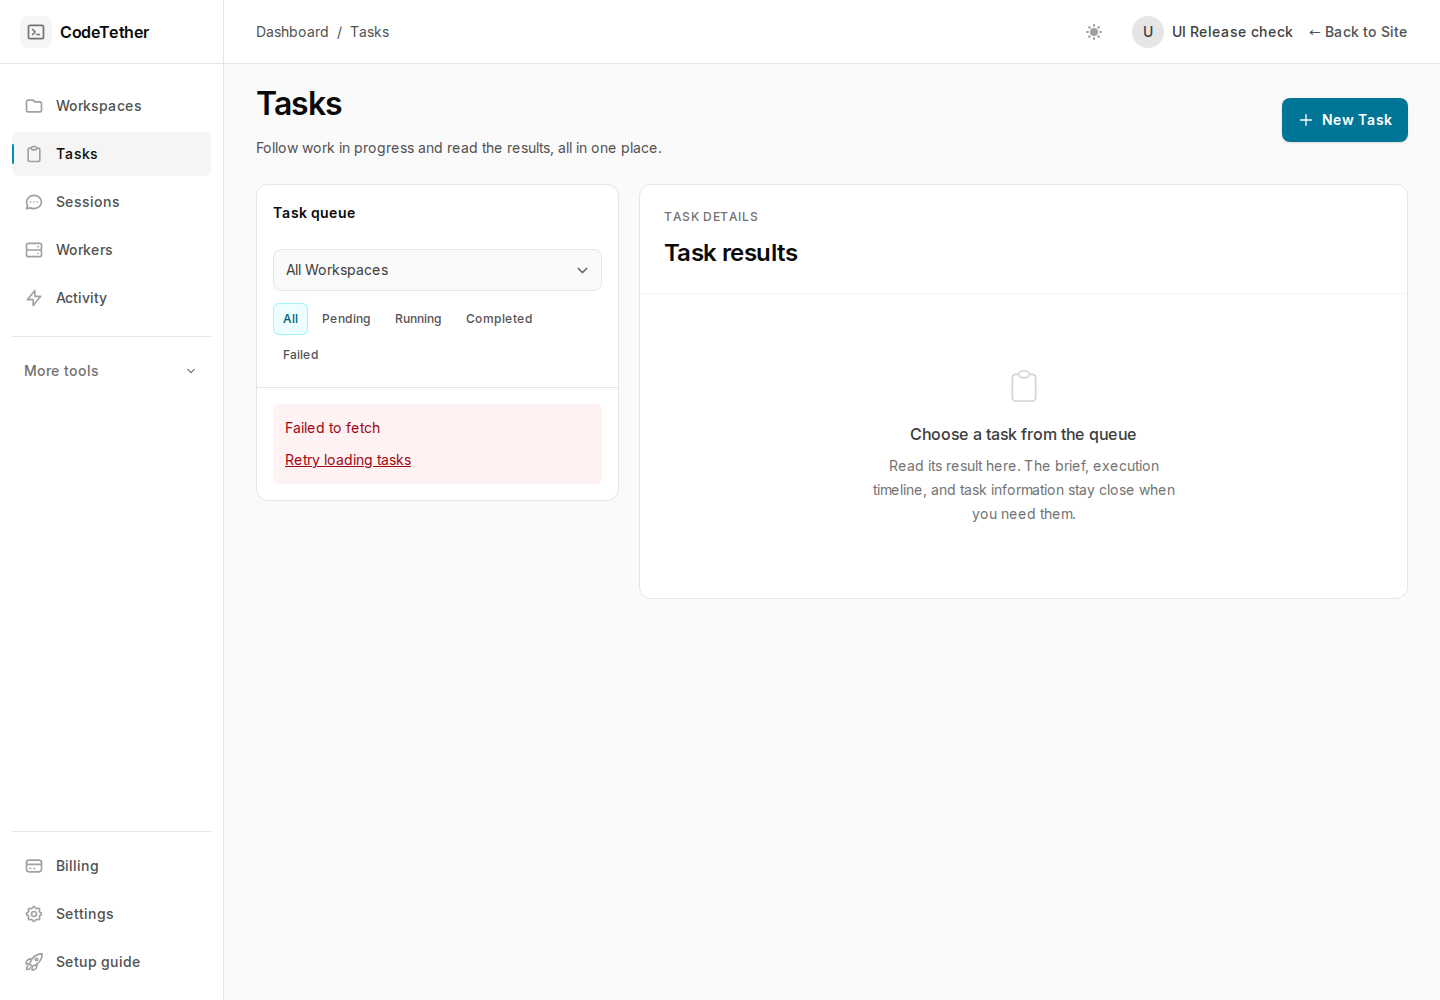 CodeTether
Dashboard / Tasks
U UI Release check ← Back to Site
Workspaces
Tasks
Sessions
Workers
Activity
More tools
Billing
Settings
Setup guide
Tasks
Follow work in progress and read the results, all in one place.
+ New Task
Task queue
All Workspaces
All Pending Running Completed
Failed
Failed to fetch
Retry loading tasks
TASK DETAILS
Task results
Choose a task from the queue
Read its result here. The brief, execution
timeline, and task information stay close when
you need them.